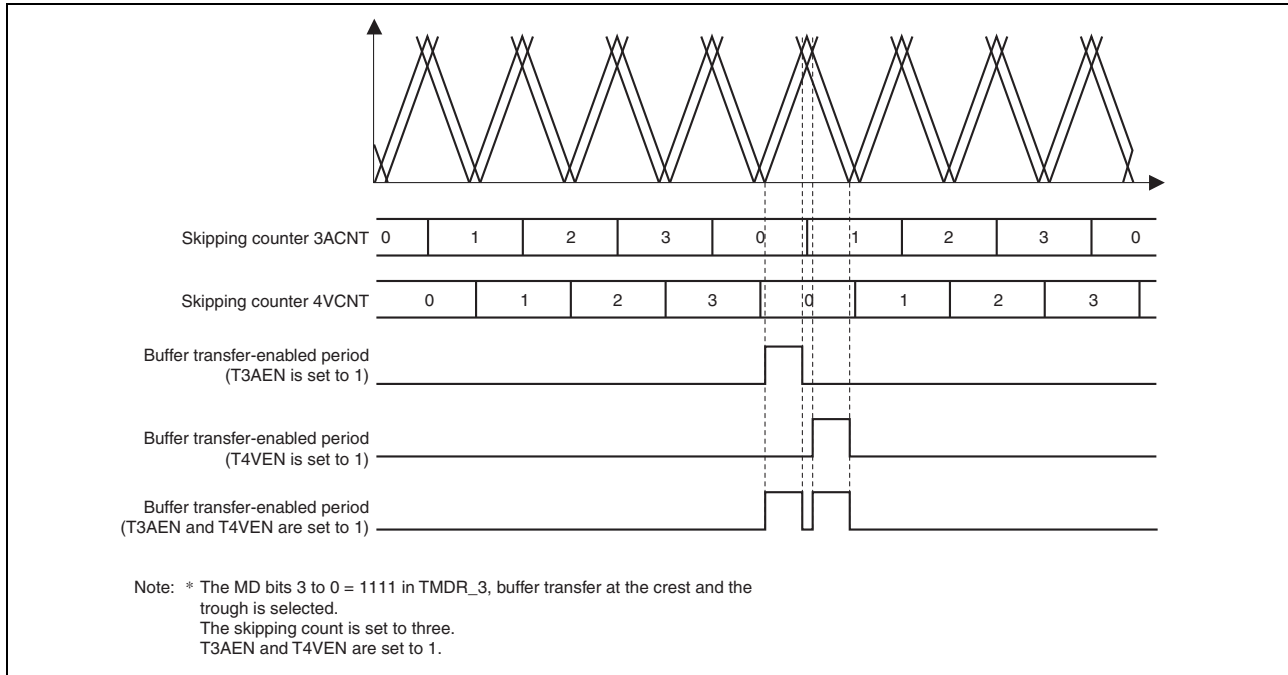 Skipping counter 3ACNT 0 1 2 3 0 1 2 3 0
Skipping counter 4VCNT 0 1 2 3 0 1 2 3
Buffer transfer-enabled period
(T3AEN is set to 1)
Buffer transfer-enabled period
(T4VEN is set to 1)
Buffer transfer-enabled period
(T3AEN and T4VEN are set to 1)
Note: * The MD bits 3 to 0 = 1111 in TMDR_3, buffer transfer at the crest and the
trough is selected.
The skipping count is set to three.
T3AEN and T4VEN are set to 1.